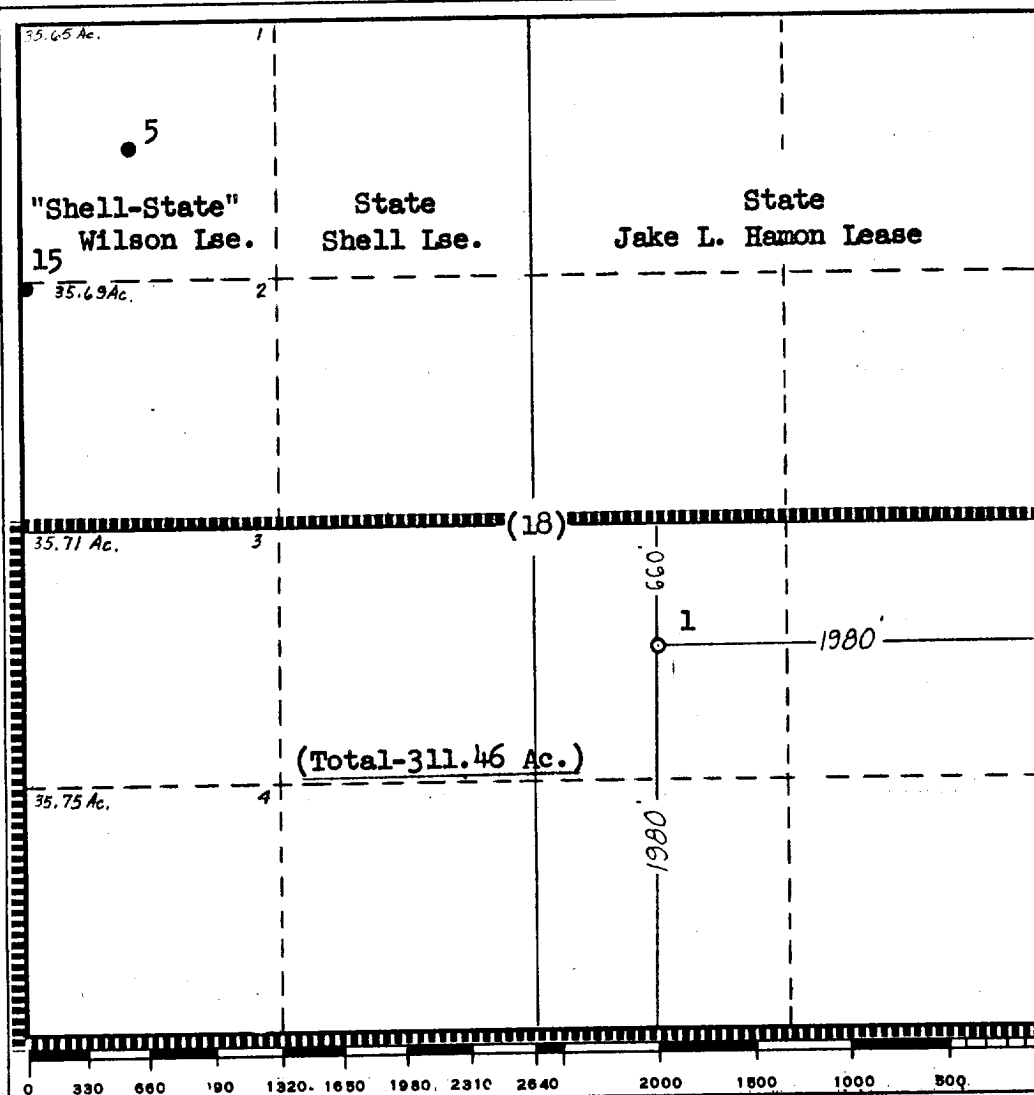 35.65 Ac. 1
5
"Shell-State"
Wilson Lse.
State
Shell Lse.
State
Jake L. Hamon Lease
15
35.69 Ac. 2
(18)
35.71 Ac. 3
660'
1
1980'
(Total-311.46 Ac.)
35.75 Ac. 4
1980'
0 330 660 '90 1320. 1650 1980. 2310 2640 2000 1500 1000 500